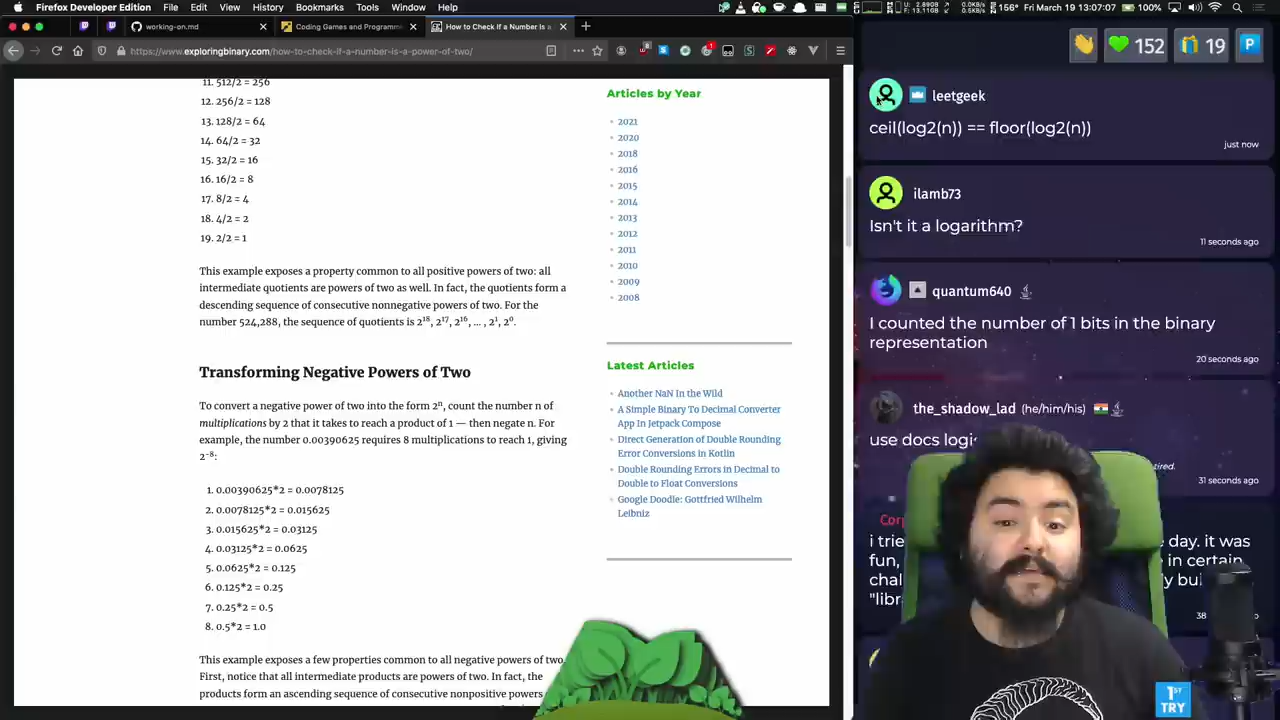 Firefox Developer Edition File Edit View History Bookmarks Tools Window Help
100% Fri March 19 13:07:07
working-on.md
Coding Games and Programmi
How to Check if a Number Is a
https://www.exploringbinary.com/how-to-check-if-a-number-is-a-power-of-two/
11. 512/2 = 256
12. 256/2 = 128
13. 128/2 = 64
14. 64/2 = 32
15. 32/2 = 16
16. 16/2 = 8
17. 8/2 = 4
18. 4/2 = 2
19. 2/2 = 1
This example exposes a property common to all positive powers of two: all
intermediate quotients are powers of two as well. In fact, the quotients form a
descending sequence of consecutive nonnegative powers of two. For the
number 524,288, the sequence of quotients is 2¹⁸, 2¹⁷, 2¹⁶, … , 2¹, 2⁰.
Transforming Negative Powers of Two
To convert a negative power of two into the form 2ⁿ, count the number n of
multiplications by 2 that it takes to reach a product of 1 — then negate n. For
example, the number 0.00390625 requires 8 multiplications to reach 1, giving
2⁻⁸:
1. 0.00390625*2 = 0.0078125
2. 0.0078125*2 = 0.015625
3. 0.015625*2 = 0.03125
4. 0.03125*2 = 0.0625
5. 0.0625*2 = 0.125
6. 0.125*2 = 0.25
7. 0.25*2 = 0.5
8. 0.5*2 = 1.0
This example exposes a few properties common to all negative powers of two.
First, notice that all intermediate products are powers of two. In fact, the
products form an ascending sequence of consecutive nonpositive powers
Articles by Year
2021
2020
2018
2016
2015
2014
2013
2012
2011
2010
2009
2008
Latest Articles
Another NaN In the Wild
A Simple Binary To Decimal Converter
App In Jetpack Compose
Direct Generation of Double Rounding
Error Conversions in Kotlin
Double Rounding Errors in Decimal to
Double to Float Conversions
Google Doodle: Gottfried Wilhelm
Leibniz
152
19
leetgeek
ceil(log2(n)) == floor(log2(n))
just now
ilamb73
Isn't it a logarithm?
11 seconds ago
quantum640
I counted the number of 1 bits in the binary
representation
20 seconds ago
the_shadow_lad (he/him/his)
use docs
31 seconds ago
day. it was
fun, in certain
38
1ST
TRY